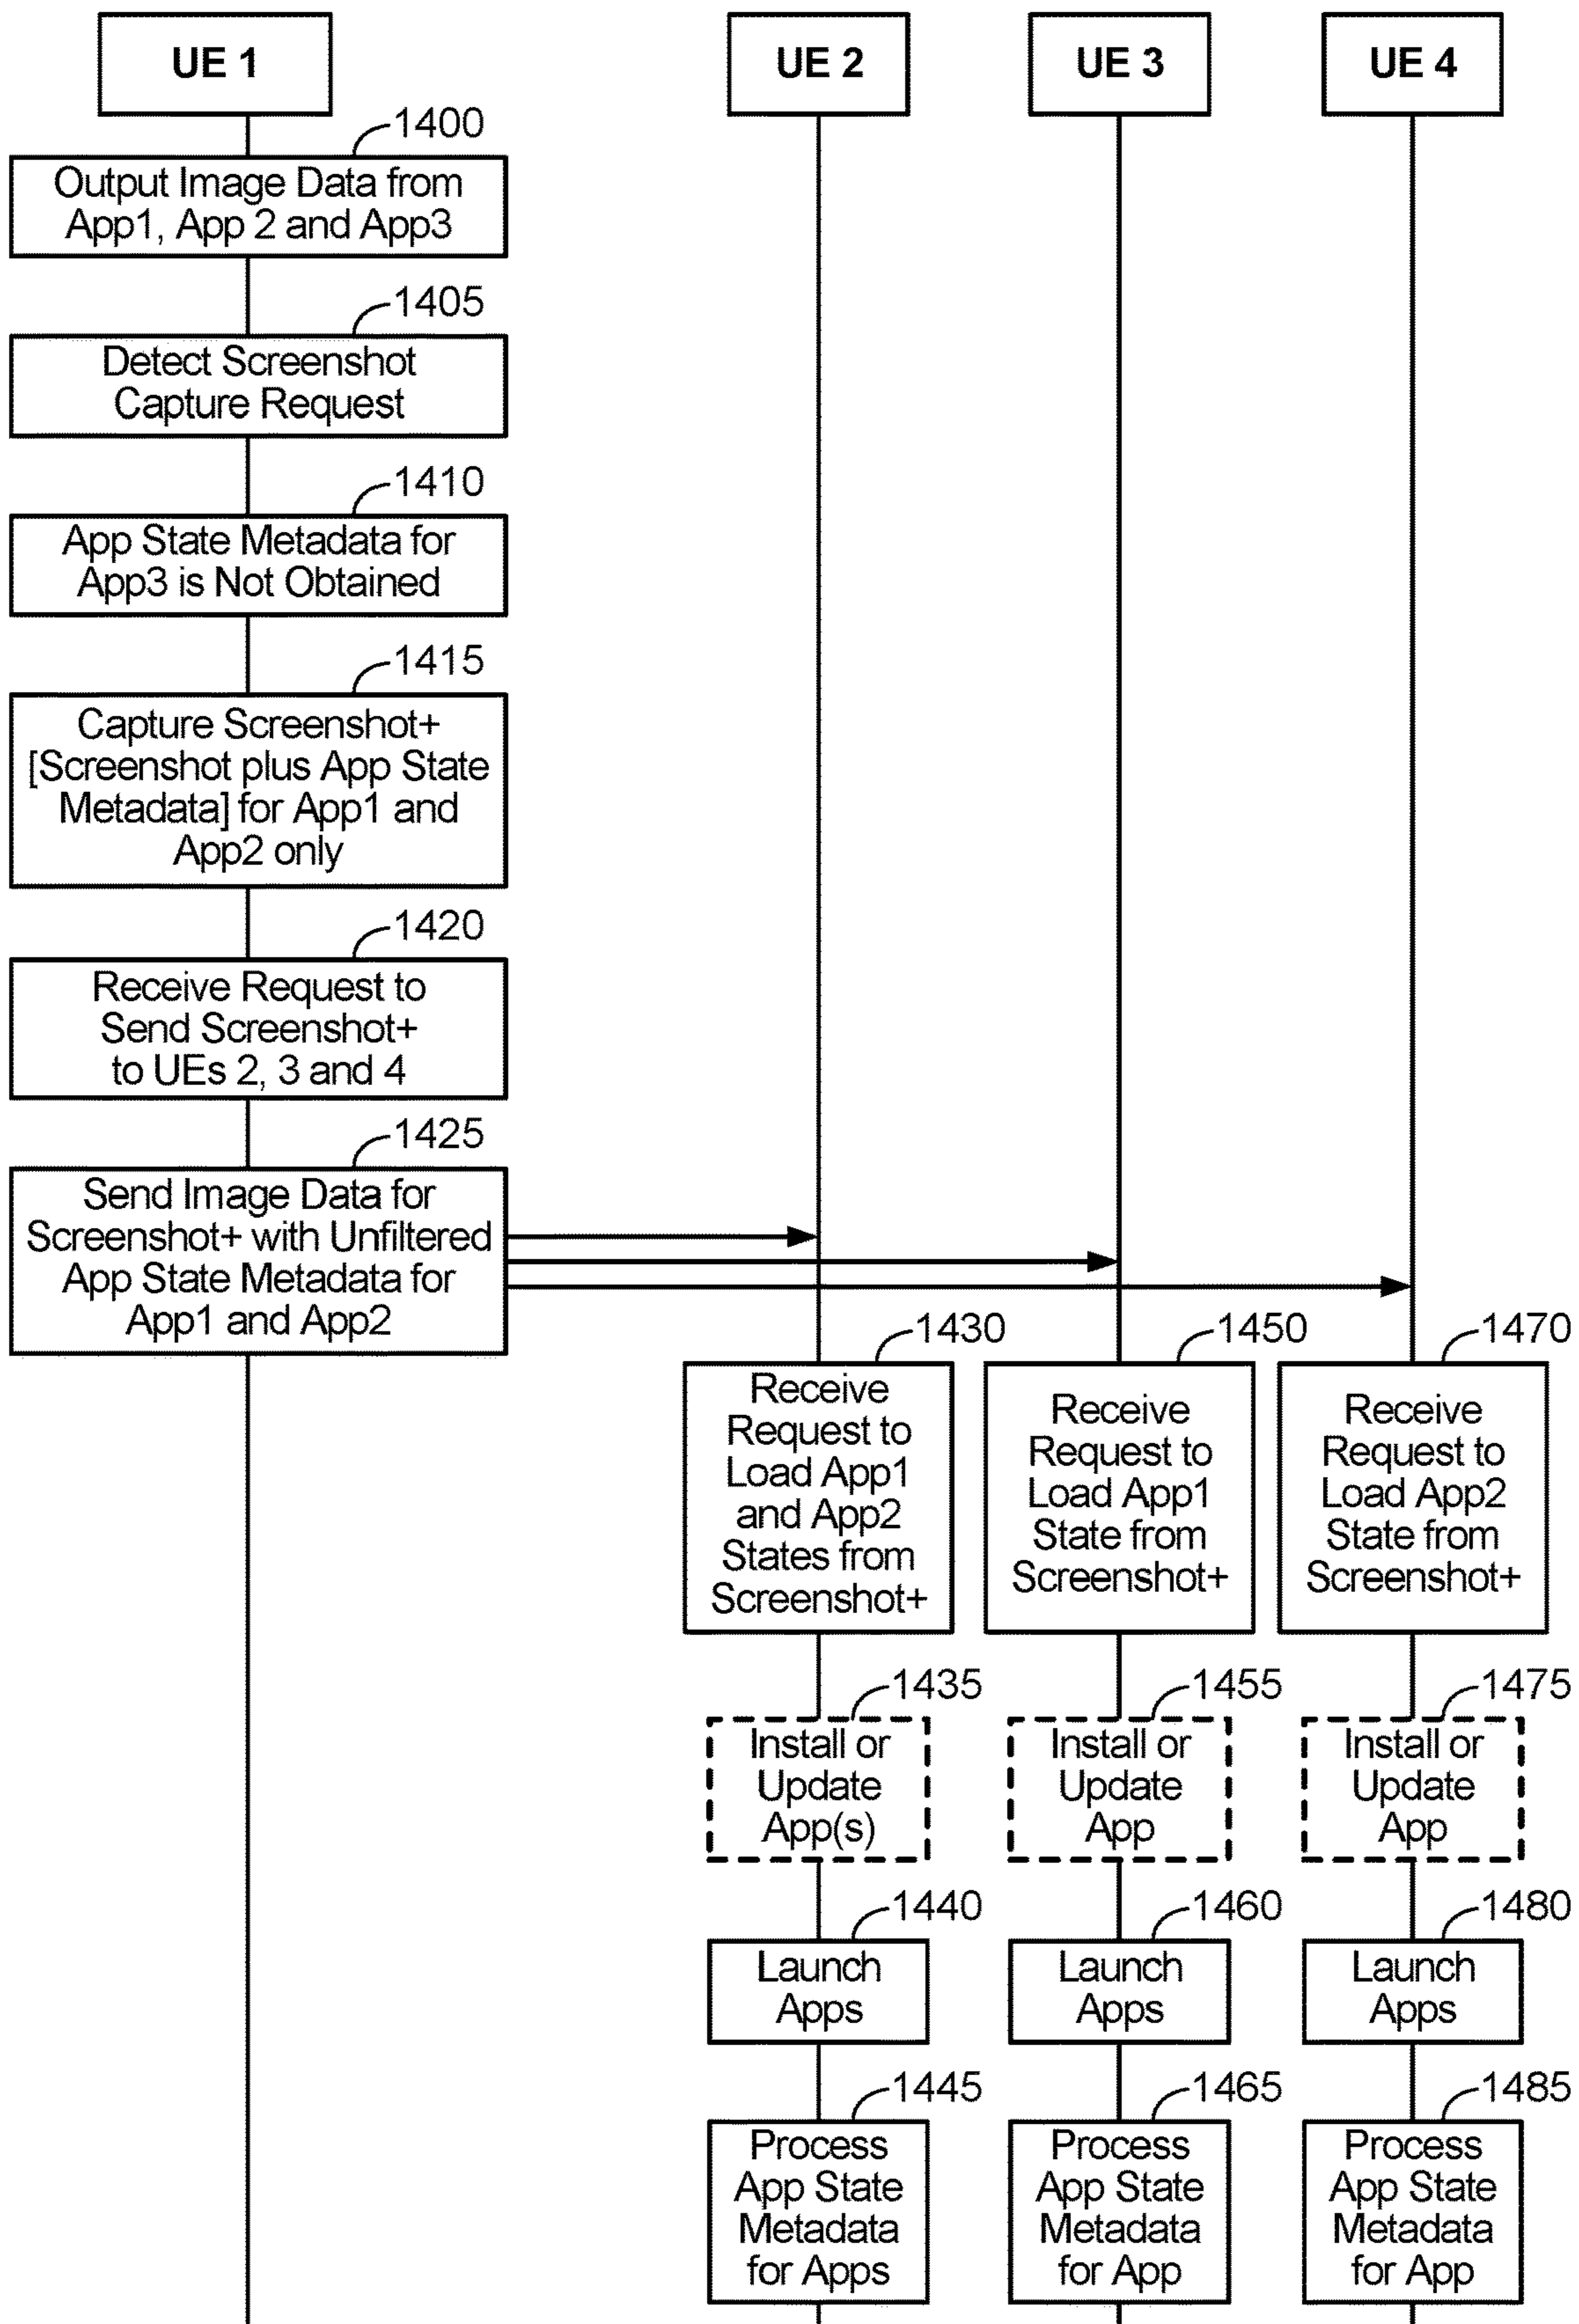 UE 1
UE 2
UE 3
UE 4
1400
Output Image Data from
App1, App 2 and App3
1405
Detect Screenshot
Capture Request
1410
App State Metadata for
App3 is Not Obtained
1415
Capture Screenshot+
[Screenshot plus App State
Metadata] for App1 and
App2 only
1420
Receive Request to
Send Screenshot+
to UEs 2, 3 and 4
1425
Send Image Data for
Screenshot+ with Unfiltered
App State Metadata for
App1 and App2
1430
Receive
Request to
Load App1
and App2
States from
Screenshot+
1435
Install or
Update
App(s)
1440
Launch
Apps
1445
Process
App State
Metadata
for Apps
1450
Receive
Request to
Load App1
State from
Screenshot+
1455
Install or
Update
App
1460
Launch
Apps
1465
Process
App State
Metadata
for App
1470
Receive
Request to
Load App2
State from
Screenshot+
1475
Install or
Update
App
1480
Launch
Apps
1485
Process
App State
Metadata
for App